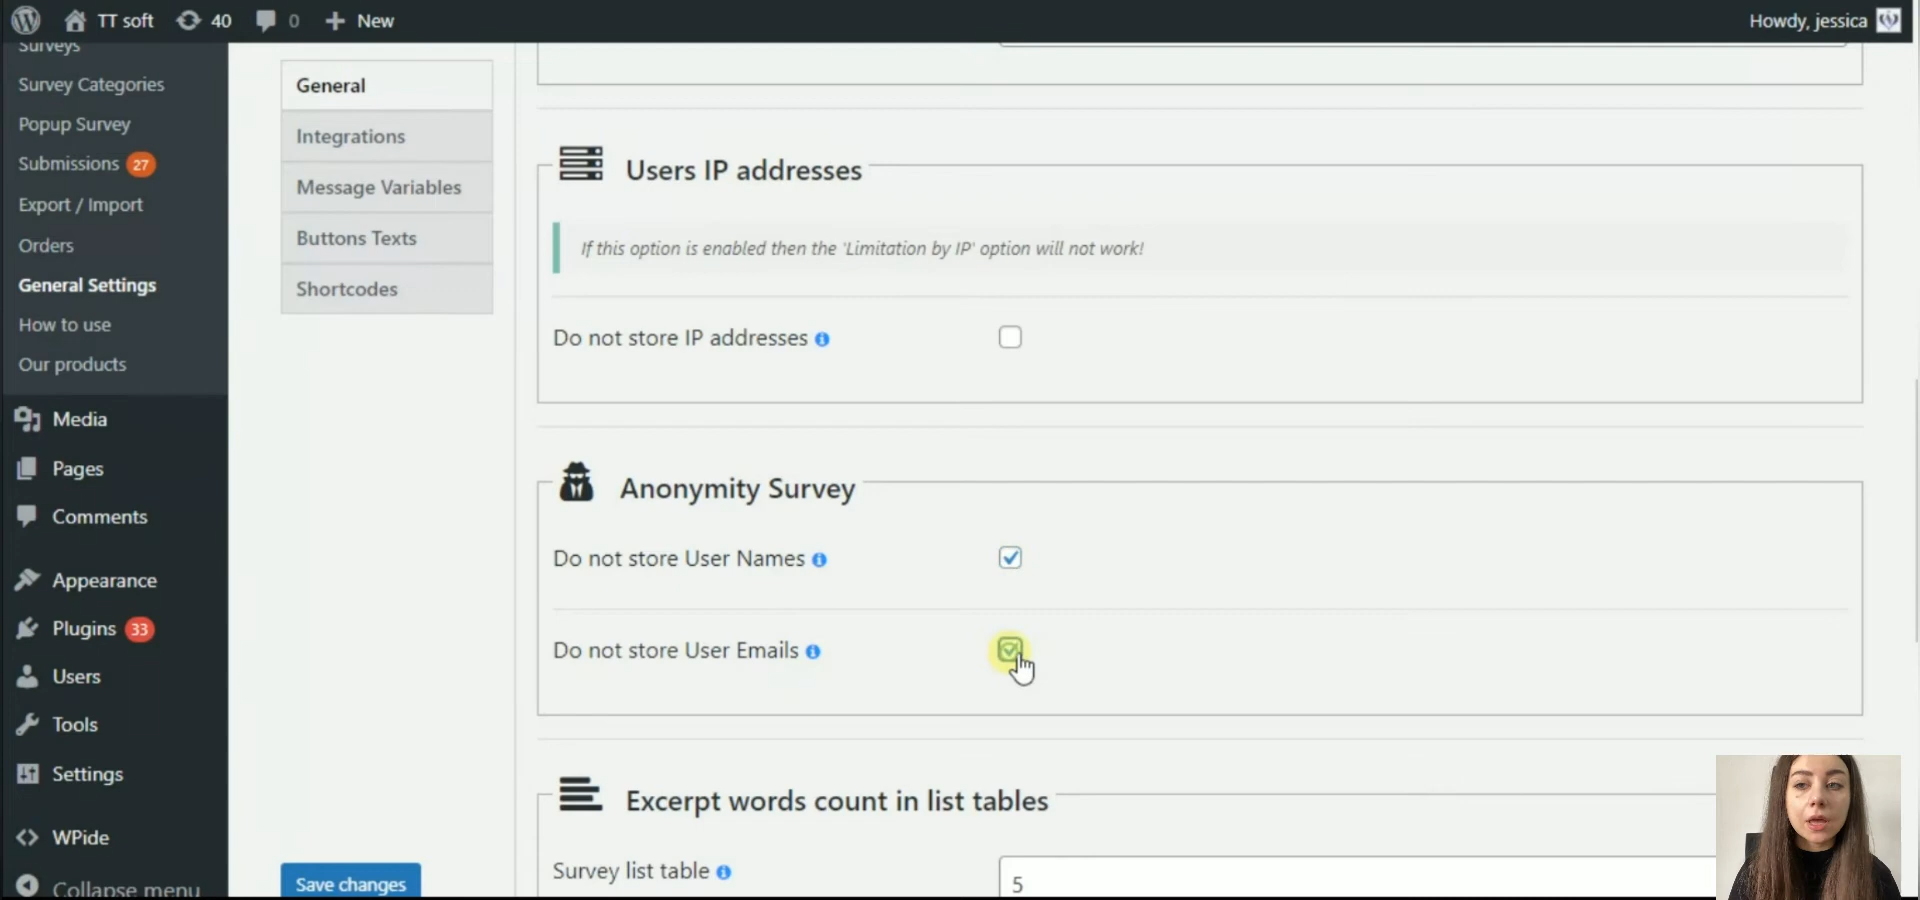 TT soft
40
0
New
Howdy, jessica
Surveys
Survey Categories
Popup Survey
Submissions 27
Export / Import
Orders
General Settings
How to use
Our products
Media
Pages
Comments
Appearance
Plugins 33
Users
Tools
Settings
WPide
Collapse menu
General
Integrations
Message Variables
Buttons Texts
Shortcodes
Save changes
Users IP addresses
If this option is enabled then the 'Limitation by IP' option will not work!
Do not store IP addresses
Anonymity Survey
Do not store User Names
Do not store User Emails
Excerpt words count in list tables
Survey list table
5